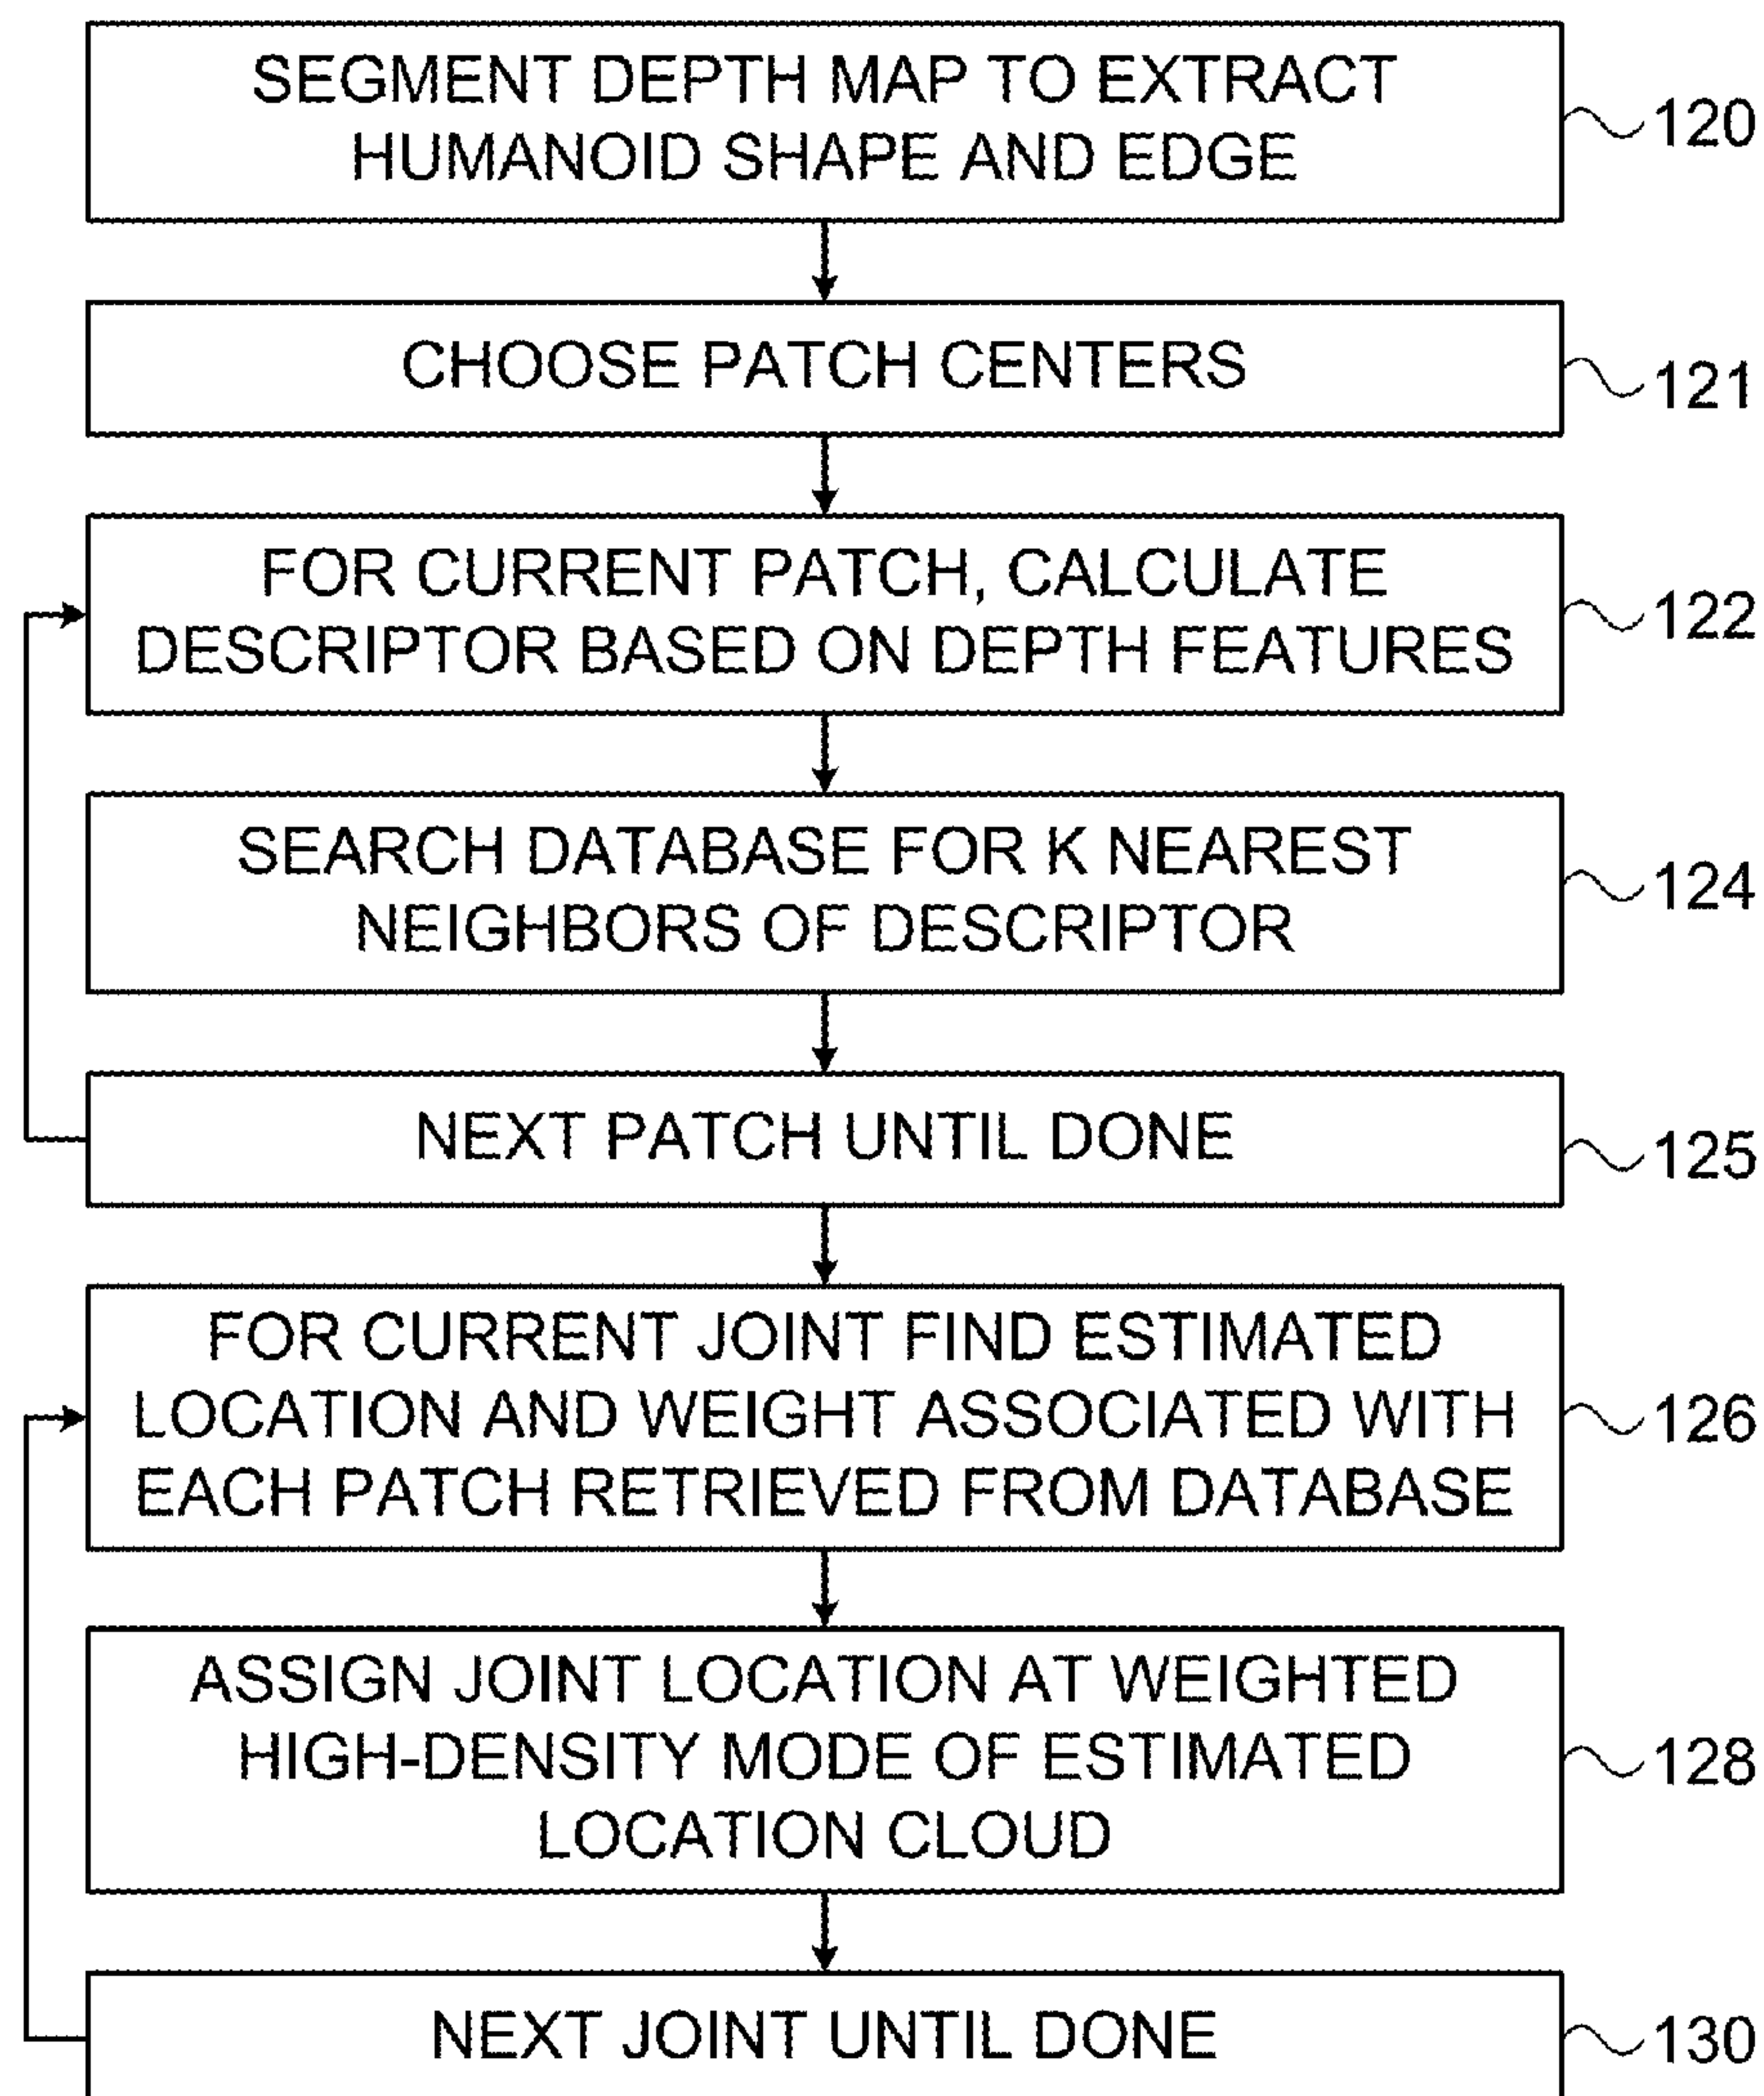 SEGMENT DEPTH MAP TO EXTRACT
HUMANOID SHAPE AND EDGE
120
CHOOSE PATCH CENTERS
121
FOR CURRENT PATCH, CALCULATE
DESCRIPTOR BASED ON DEPTH FEATURES
122
SEARCH DATABASE FOR K NEAREST
NEIGHBORS OF DESCRIPTOR
124
NEXT PATCH UNTIL DONE
125
FOR CURRENT JOINT FIND ESTIMATED
LOCATION AND WEIGHT ASSOCIATED WITH
EACH PATCH RETRIEVED FROM DATABASE
126
ASSIGN JOINT LOCATION AT WEIGHTED
HIGH-DENSITY MODE OF ESTIMATED
LOCATION CLOUD
128
NEXT JOINT UNTIL DONE
130